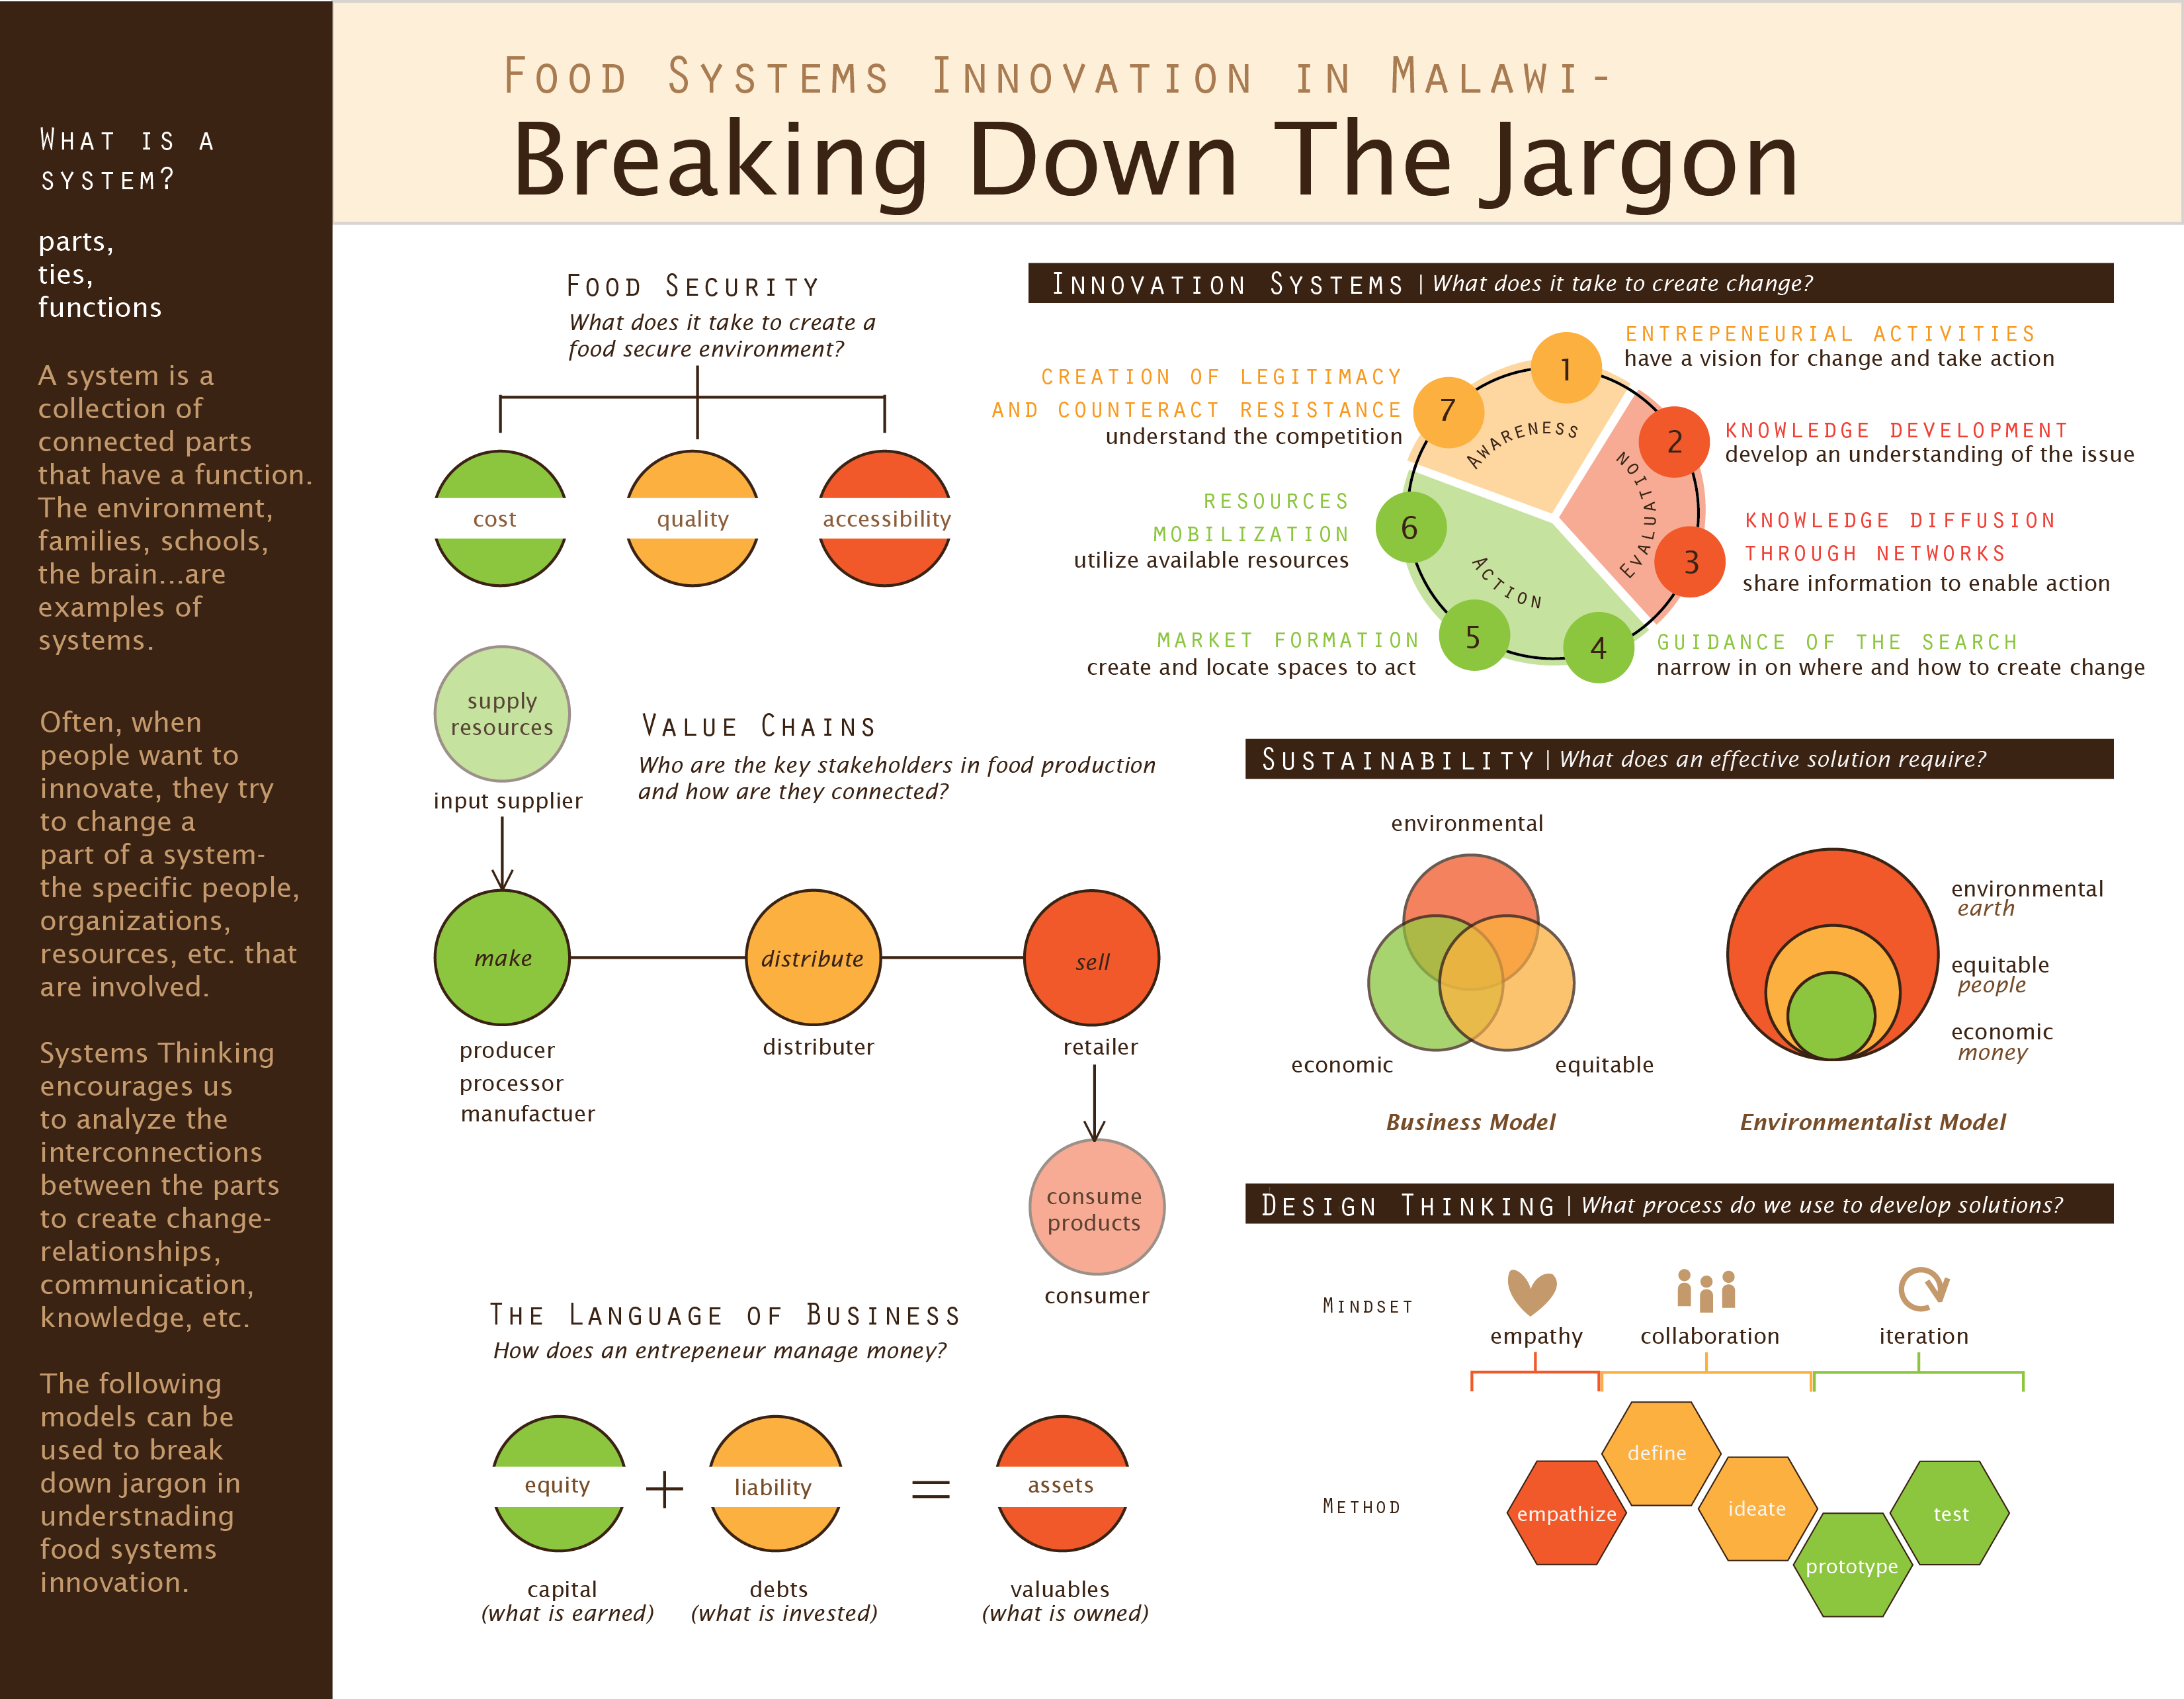 Food Systems Innovation in Malawi-
Breaking Down The Jargon
What is a
system?
parts,
ties,
functions
A system is a
collection of
connected parts
that have a function.
The environment,
families, schools,
the brain...are
examples of
systems.
Often, when
people want to
innovate, they try
to change a
part of a system-
the specific people,
organizations,
resources, etc. that
are involved.
Systems Thinking
encourages us
to analyze the
interconnections
between the parts
to create change-
relationships,
communication,
knowledge, etc.
The following
models can be
used to break
down jargon in
understnading
food systems
innovation.
Food Security
What does it take to create a
food secure environment?
cost
quality
accessibility
supply
resources
input supplier
Value Chains
Who are the key stakeholders in food production
and how are they connected?
make
distribute
sell
producer
processor
manufactuer
distributer
retailer
consume
products
consumer
The Language of Business
How does an entrepeneur manage money?
equity
+
liability
=
assets
capital
(what is earned)
debts
(what is invested)
valuables
(what is owned)
Innovation Systems | What does it take to create change?
1
ENTREPENEURIAL ACTIVITIES
have a vision for change and take action
2
KNOWLEDGE DEVELOPMENT
develop an understanding of the issue
3
KNOWLEDGE DIFFUSION
THROUGH NETWORKS
share information to enable action
4
GUIDANCE OF THE SEARCH
narrow in on where and how to create change
5
MARKET FORMATION
create and locate spaces to act
6
RESOURCES
MOBILIZATION
utilize available resources
7
CREATION OF LEGITIMACY
AND COUNTERACT RESISTANCE
understand the competition
Awareness
Evaluation
Action
Sustainability | What does an effective solution require?
environmental
economic
equitable
Business Model
environmental
earth
equitable
people
economic
money
Environmentalist Model
Design Thinking | What process do we use to develop solutions?
Mindset
empathy
collaboration
iteration
Method
empathize
define
ideate
prototype
test